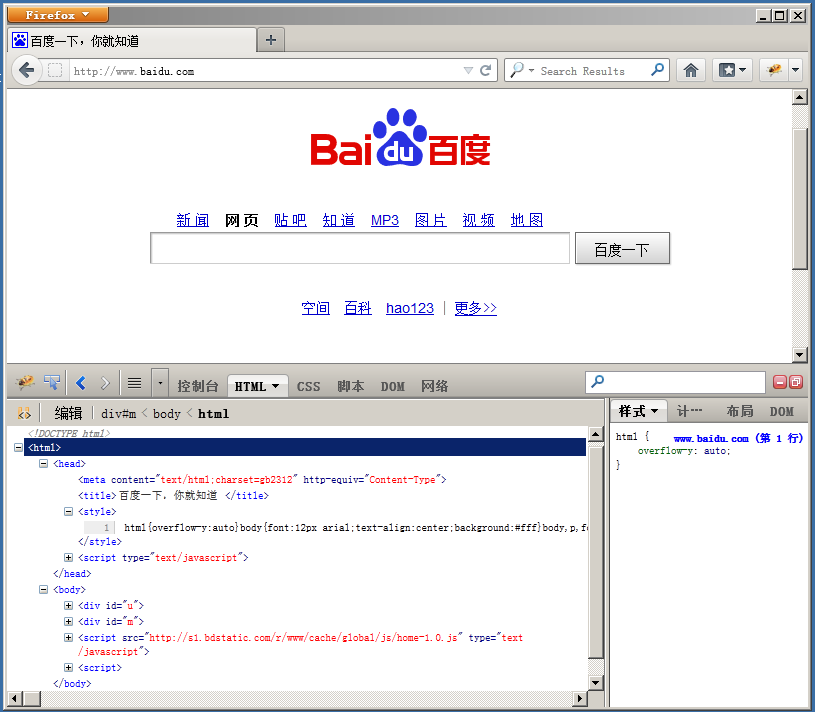 Firefox
百度一下，你就知道
http://www.baidu.com
Search Results
Bai du 百度
新闻 网页 贴吧 知道 MP3 图片 视频 地图
百度一下
空间 百科 hao123 | 更多>>
控制台 HTML CSS 脚本 DOM 网络
编辑 div#m < body < html
样式 计… 布局 DOM
<!DOCTYPE html>
<html>
<head>
<meta content="text/html;charset=gb2312" http-equiv="Content-Type">
<title>百度一下，你就知道 </title>
<style>
1 html{overflow-y:auto}body{font:12px arial;text-align:center;background:#fff}body,p,fo
</style>
<script type="text/javascript">
</head>
<body>
<div id="u">
<div id="m">
<script src="http://s1.bdstatic.com/r/www/cache/global/js/home-1.0.js" type="text
/javascript">
<script>
</body>
html { www.baidu.com (第 1 行)
overflow-y: auto;
}